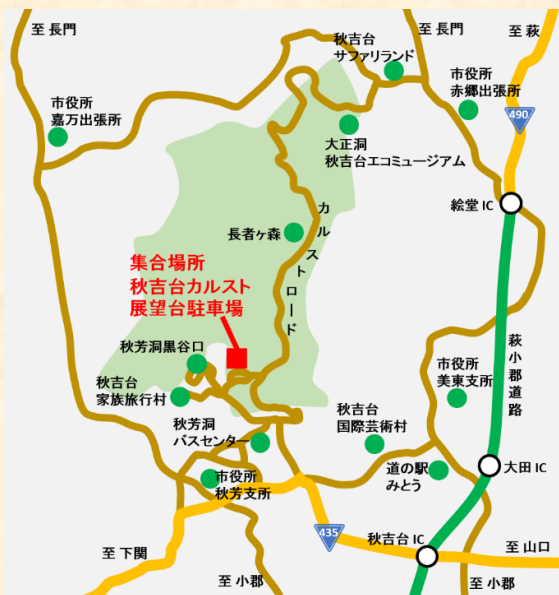 至 長門
至 長門
至 萩
秋吉台
サファリランド
市役所
赤郷出張所
市役所
嘉万出張所
490
大正洞
秋吉台エコミュージアム
絵堂 IC
長者ヶ森
カルストロード
集合場所
秋吉台カルスト
展望台駐車場
萩小郡道路
秋芳洞黒谷口
市役所
美東支所
秋吉台
家族旅行村
秋芳洞
バスセンター
秋吉台
国際芸術村
道の駅
みとう
大田 IC
市役所
秋芳支所
435
秋吉台 IC
至 山口
至 下関
至 小郡
至 小郡